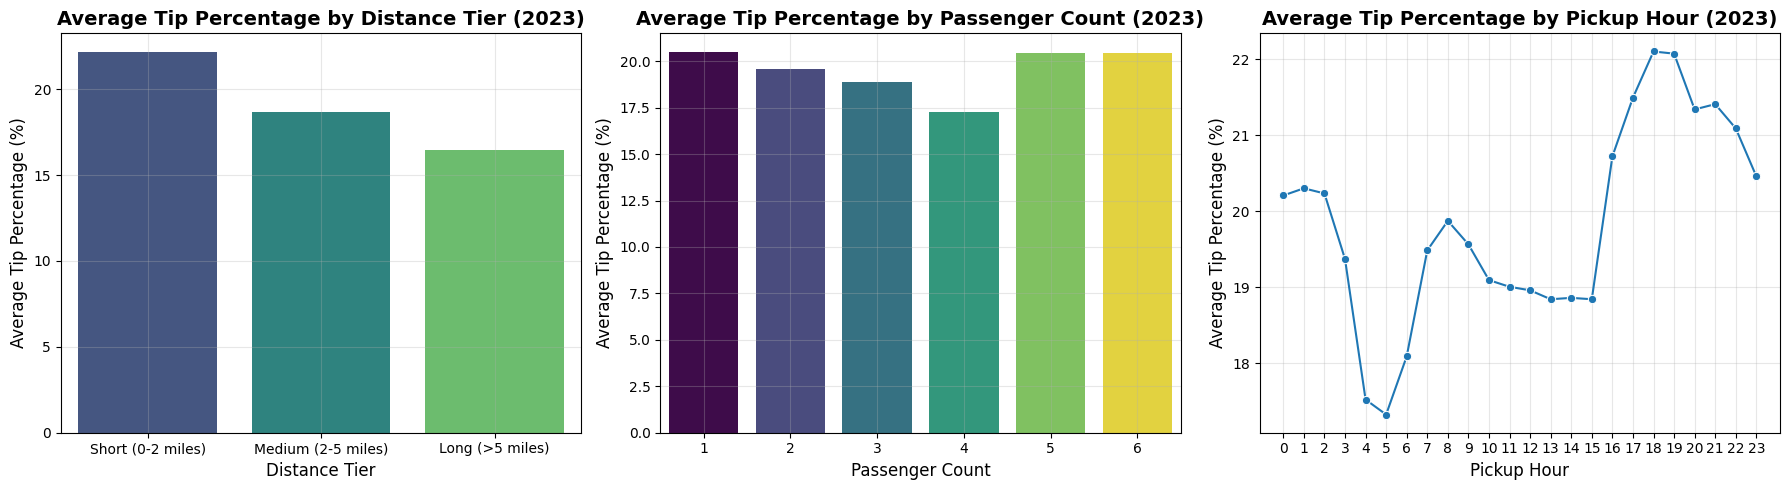 Average Tip Percentage by Distance Tier (2023)
Average Tip Percentage (%)
20
15
10
5
0
Short (0-2 miles)
Medium (2-5 miles)
Long (>5 miles)
Distance Tier
Average Tip Percentage by Passenger Count (2023)
Average Tip Percentage (%)
20.0
17.5
15.0
12.5
10.0
7.5
5.0
2.5
0.0
1 2 3 4 5 6
Passenger Count
Average Tip Percentage by Pickup Hour (2023)
Average Tip Percentage (%)
22
21
20
19
18
0 1 2 3 4 5 6 7 8 9 10 11 12 13 14 15 16 17 18 19 20 21 22 23
Pickup Hour